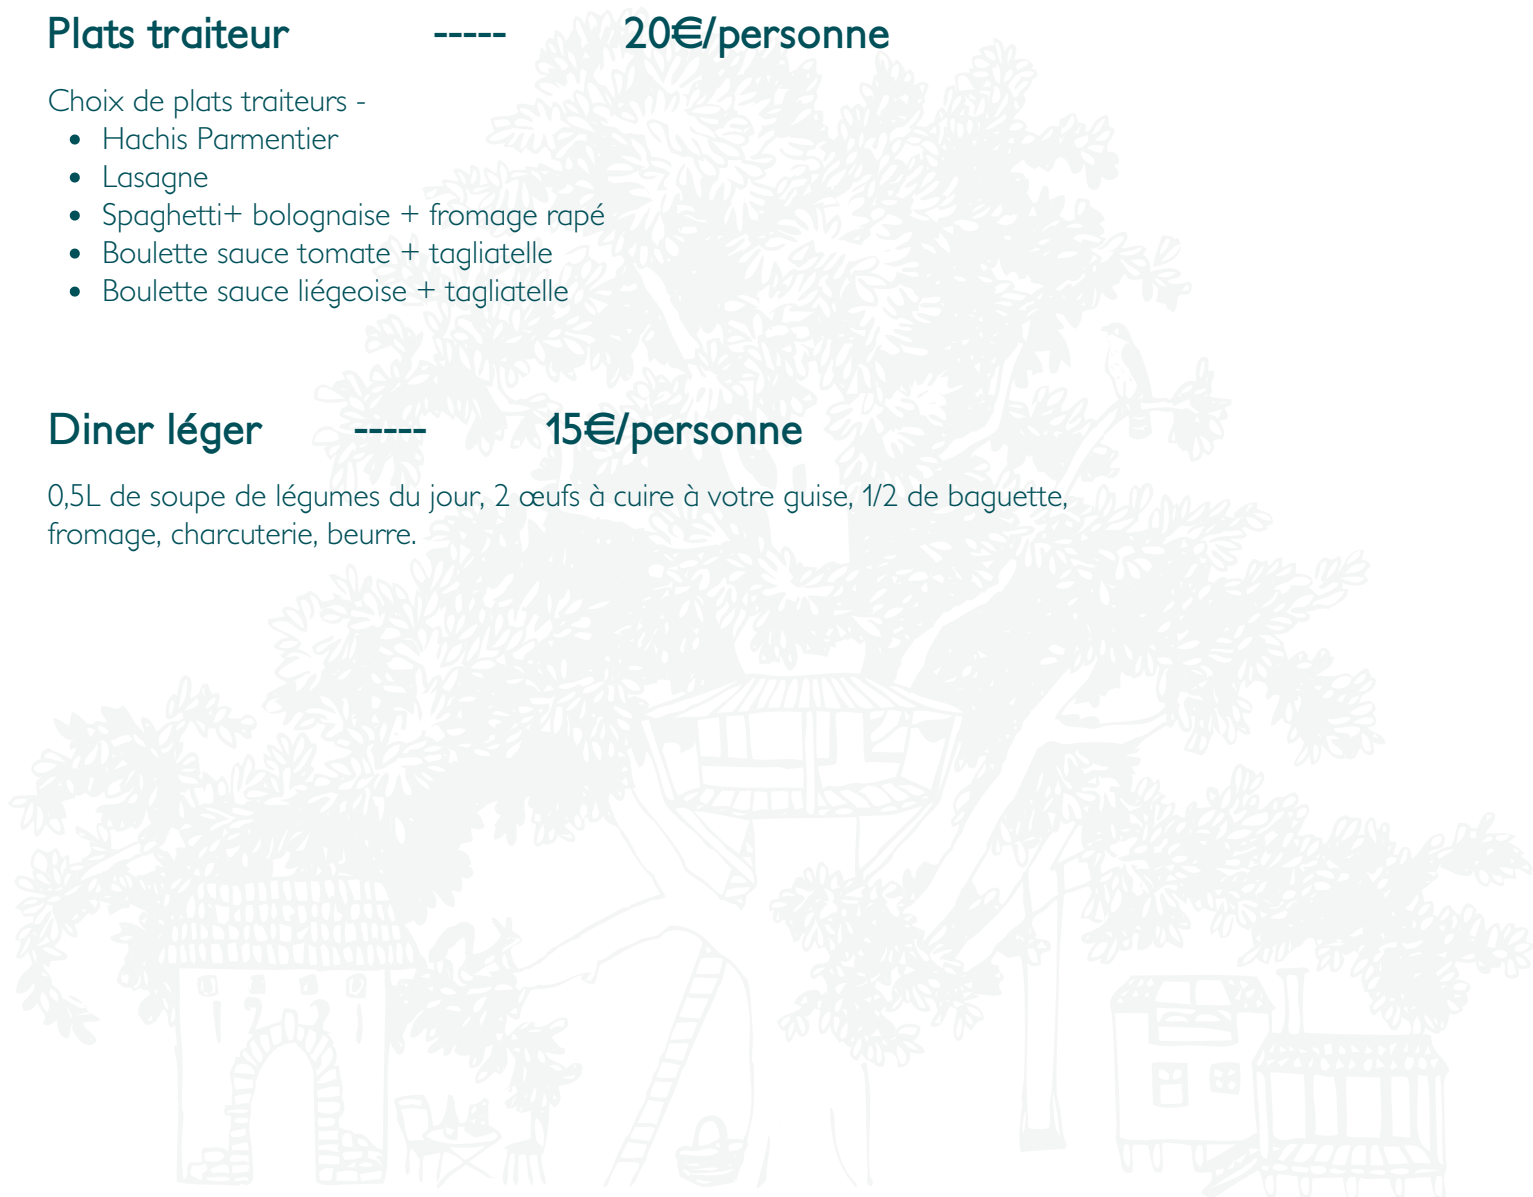 Plats traiteur ----- 20€/personne
Choix de plats traiteurs -
• Hachis Parmentier
• Lasagne
• Spaghetti+ bolognaise + fromage rapé
• Boulette sauce tomate + tagliatelle
• Boulette sauce liégeoise + tagliatelle
Diner léger ----- 15€/personne
0,5L de soupe de légumes du jour, 2 œufs à cuire à votre guise, 1/2 de baguette,
fromage, charcuterie, beurre.